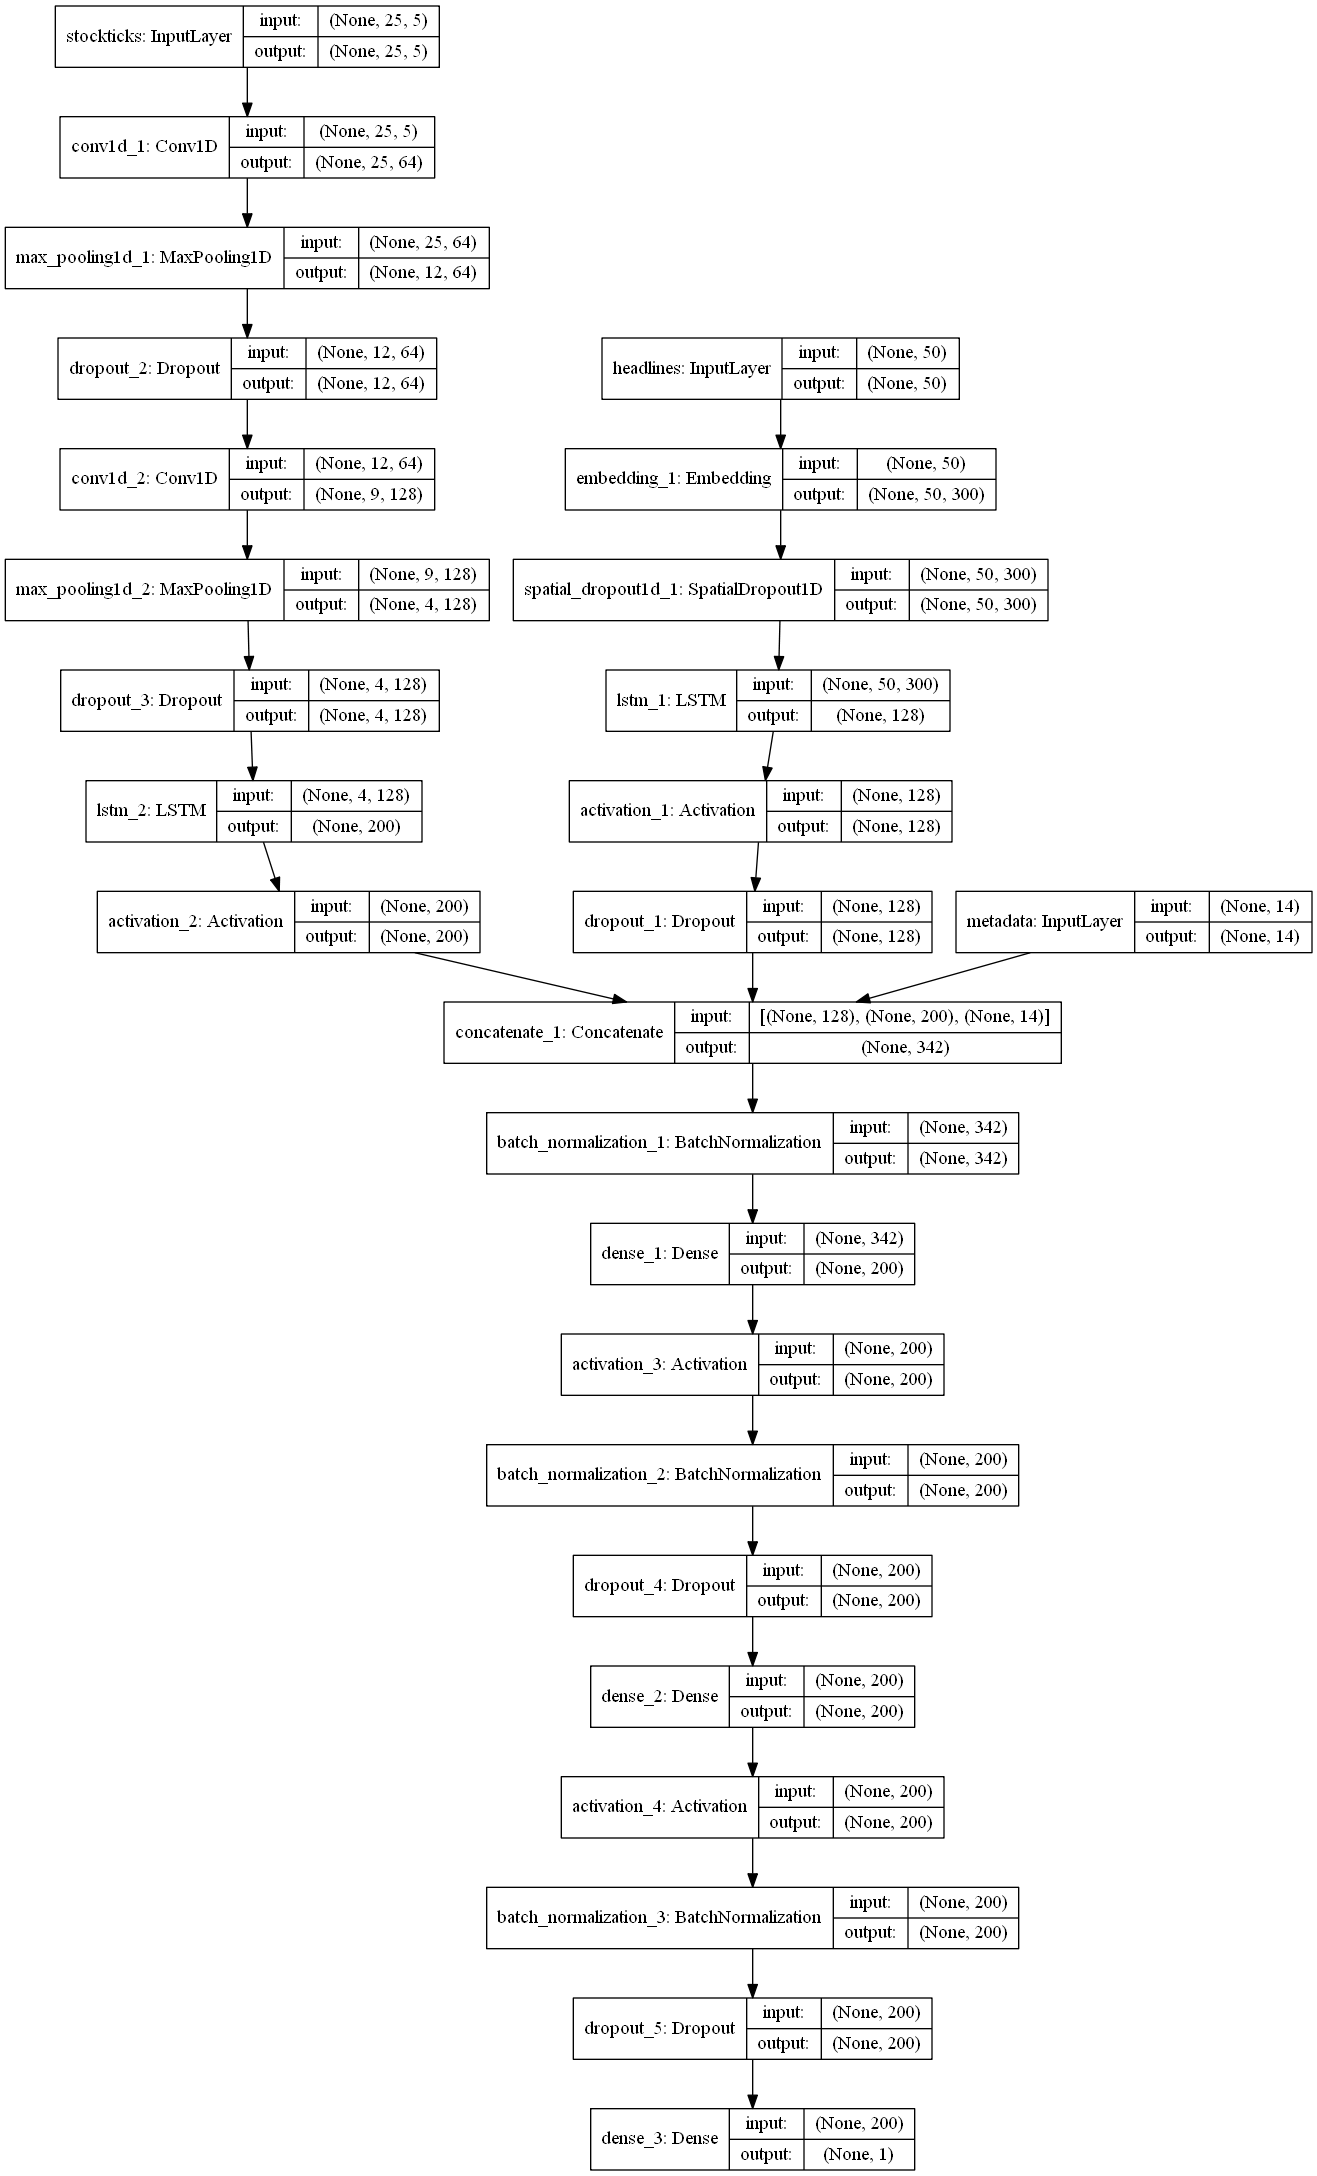 stockticks: InputLayer
input: (None, 25, 5)
output: (None, 25, 5)
conv1d_1: Conv1D
input: (None, 25, 5)
output: (None, 25, 64)
max_pooling1d_1: MaxPooling1D
input: (None, 25, 64)
output: (None, 12, 64)
dropout_2: Dropout
input: (None, 12, 64)
output: (None, 12, 64)
headlines: InputLayer
input: (None, 50)
output: (None, 50)
conv1d_2: Conv1D
input: (None, 12, 64)
output: (None, 9, 128)
embedding_1: Embedding
input: (None, 50)
output: (None, 50, 300)
max_pooling1d_2: MaxPooling1D
input: (None, 9, 128)
output: (None, 4, 128)
spatial_dropout1d_1: SpatialDropout1D
input: (None, 50, 300)
output: (None, 50, 300)
dropout_3: Dropout
input: (None, 4, 128)
output: (None, 4, 128)
lstm_1: LSTM
input: (None, 50, 300)
output: (None, 128)
lstm_2: LSTM
input: (None, 4, 128)
output: (None, 200)
activation_1: Activation
input: (None, 128)
output: (None, 128)
activation_2: Activation
input: (None, 200)
output: (None, 200)
dropout_1: Dropout
input: (None, 128)
output: (None, 128)
metadata: InputLayer
input: (None, 14)
output: (None, 14)
concatenate_1: Concatenate
input: [(None, 128), (None, 200), (None, 14)]
output: (None, 342)
batch_normalization_1: BatchNormalization
input: (None, 342)
output: (None, 342)
dense_1: Dense
input: (None, 342)
output: (None, 200)
activation_3: Activation
input: (None, 200)
output: (None, 200)
batch_normalization_2: BatchNormalization
input: (None, 200)
output: (None, 200)
dropout_4: Dropout
input: (None, 200)
output: (None, 200)
dense_2: Dense
input: (None, 200)
output: (None, 200)
activation_4: Activation
input: (None, 200)
output: (None, 200)
batch_normalization_3: BatchNormalization
input: (None, 200)
output: (None, 200)
dropout_5: Dropout
input: (None, 200)
output: (None, 200)
dense_3: Dense
input: (None, 200)
output: (None, 1)